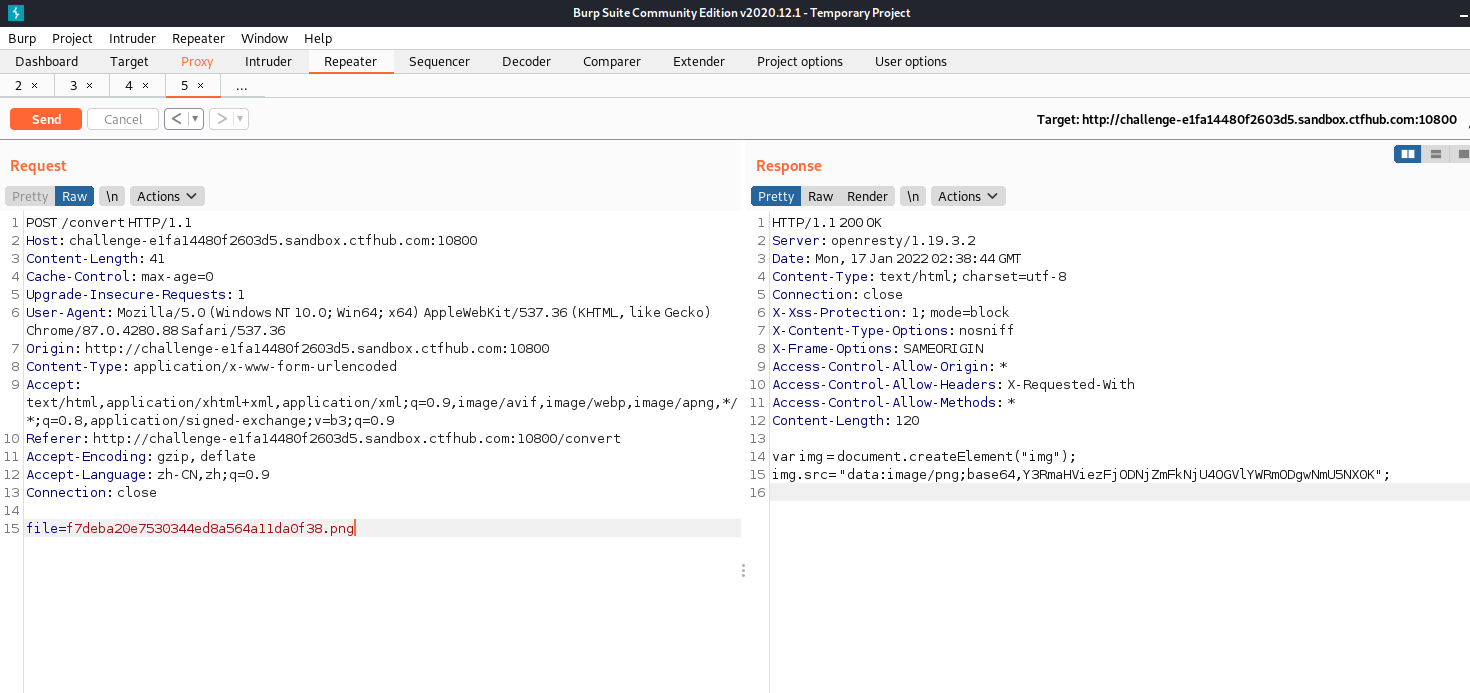 Burp Suite Community Edition v2020.12.1 - Temporary Project
Burp Project Intruder Repeater Window Help
Dashboard Target Proxy Intruder Repeater Sequencer Decoder Comparer Extender Project options User options
2 × 3 × 4 × 5 × ...
Send Cancel < ▼ > ▼ Target: http://challenge-e1fa14480f2603d5.sandbox.ctfhub.com:10800
Request
Pretty Raw \n Actions
1 POST /convert HTTP/1.1
2 Host: challenge-e1fa14480f2603d5.sandbox.ctfhub.com:10800
3 Content-Length: 41
4 Cache-Control: max-age=0
5 Upgrade-Insecure-Requests: 1
6 User-Agent: Mozilla/5.0 (Windows NT 10.0; Win64; x64) AppleWebKit/537.36 (KHTML, like Gecko)
Chrome/87.0.4280.88 Safari/537.36
7 Origin: http://challenge-e1fa14480f2603d5.sandbox.ctfhub.com:10800
8 Content-Type: application/x-www-form-urlencoded
9 Accept:
text/html,application/xhtml+xml,application/xml;q=0.9,image/avif,image/webp,image/apng,*/
*;q=0.8,application/signed-exchange;v=b3;q=0.9
10 Referer: http://challenge-e1fa14480f2603d5.sandbox.ctfhub.com:10800/convert
11 Accept-Encoding: gzip, deflate
12 Accept-Language: zh-CN,zh;q=0.9
13 Connection: close
14
15 file=f7deba20e7530344ed8a564a11da0f38.png
Response
Pretty Raw Render \n Actions
1 HTTP/1.1 200 OK
2 Server: openresty/1.19.3.2
3 Date: Mon, 17 Jan 2022 02:38:44 GMT
4 Content-Type: text/html; charset=utf-8
5 Connection: close
6 X-Xss-Protection: 1; mode=block
7 X-Content-Type-Options: nosniff
8 X-Frame-Options: SAMEORIGIN
9 Access-Control-Allow-Origin: *
10 Access-Control-Allow-Headers: X-Requested-With
11 Access-Control-Allow-Methods: *
12 Content-Length: 120
13
14 var img = document.createElement("img");
15 img.src= "data:image/png;base64,Y3RmaHViezFjODNjZmFkNjU4OGVlYWRmODgwNmU5NX0K";
16